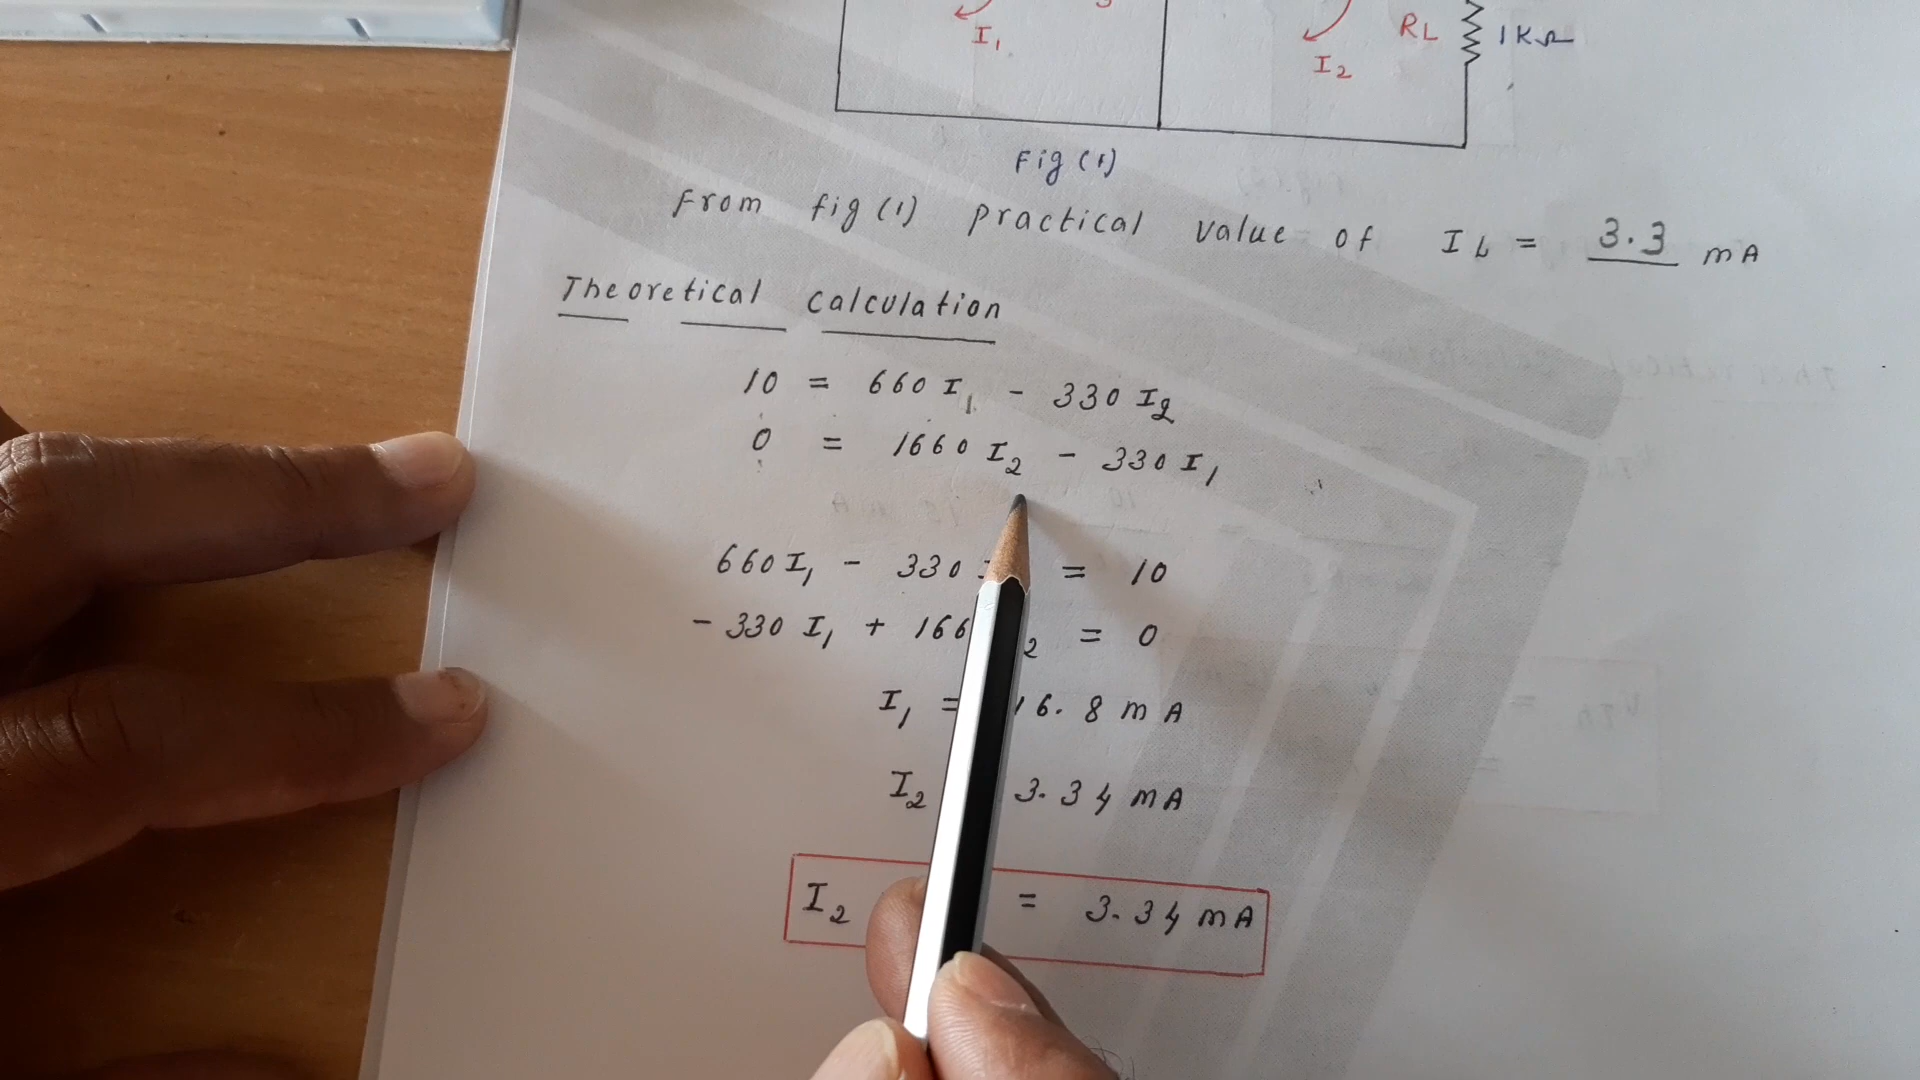 I1 I2 RL 1KΩ
Fig (1)
From fig (1) practical value of IL = 3.3 mA
Theoretical calculation
10 = 660 I1 - 330 I2
0 = 1660 I2 - 330 I1
660 I1 - 330 = 10
- 330 I1 + 166 2 = 0
I1 = 16.8 mA
I2 3.34 mA
I2 = 3.34 mA